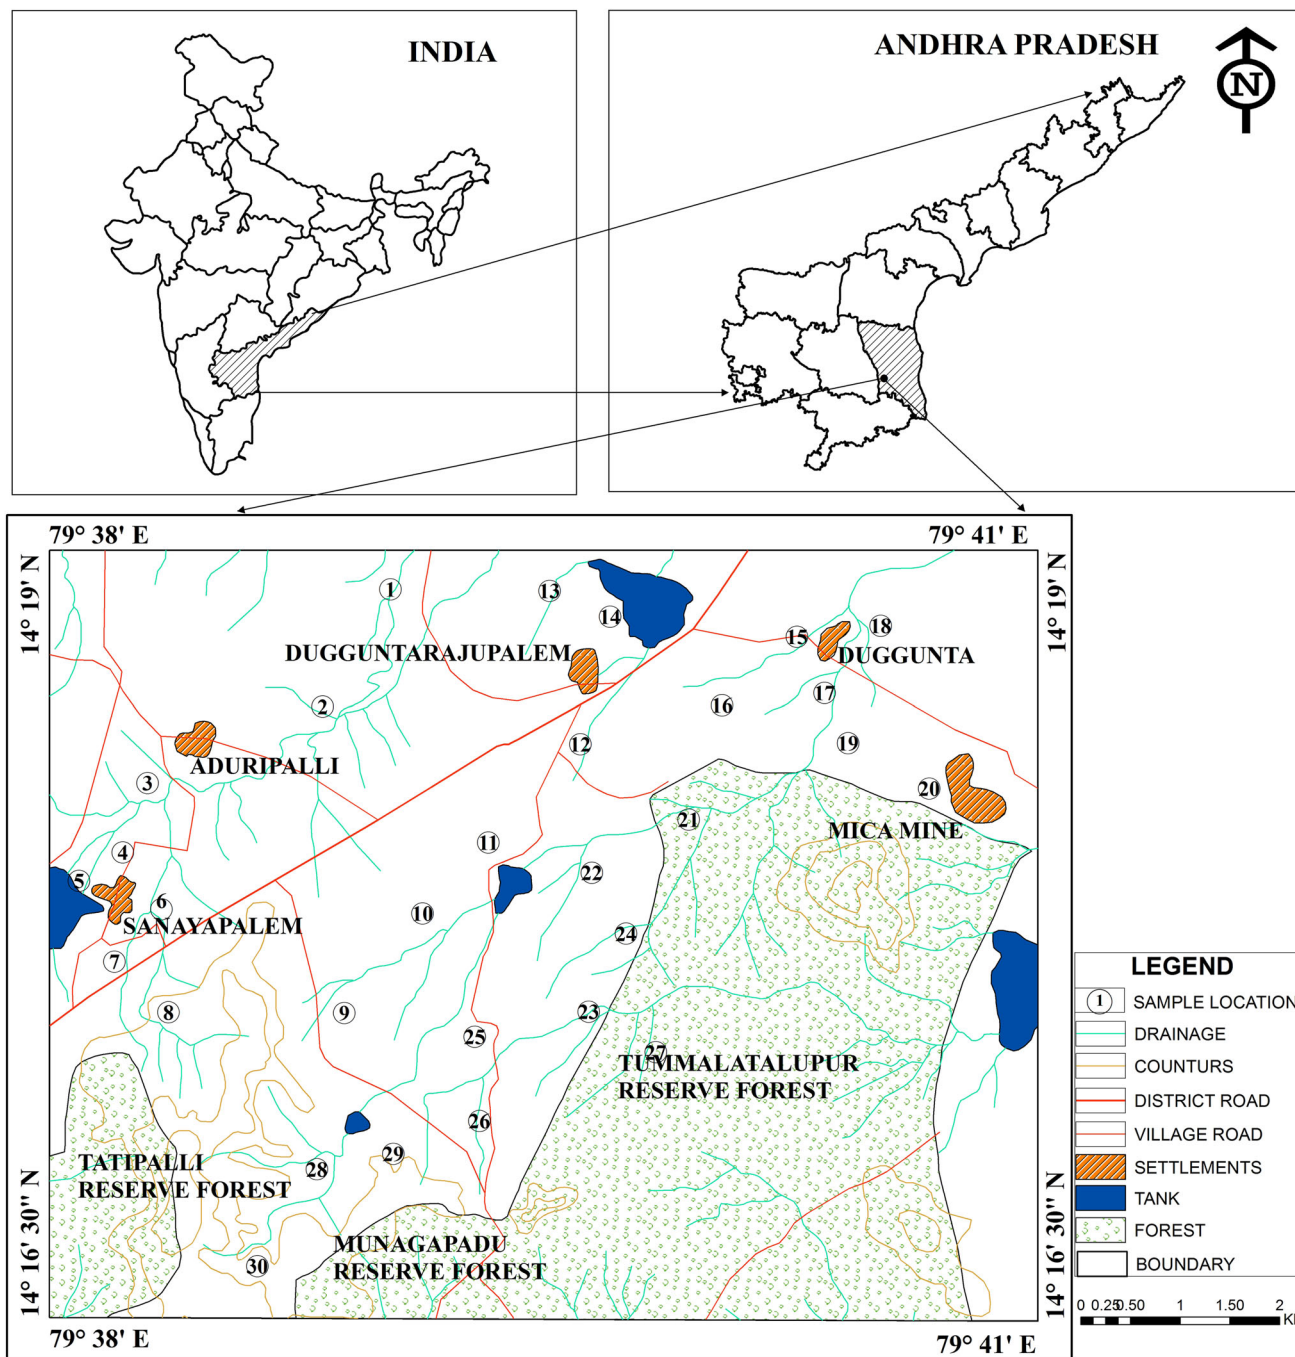 INDIA
ANDHRA PRADESH
N
79° 38' E
79° 41' E
14° 19' N
14° 19' N
1
13
14
15
18
DUGGUNTARAJUPALEM
DUGGUNTA
2
16
17
12
19
ADURIPALLI
3
20
21
MICA MINE
11
4
5
22
6
10
SANAYAPALEM
24
7
8
9
23
25
27
TUMMALATALUPUR
RESERVE FOREST
26
29
28
TATIPALLI
RESERVE FOREST
MUNAGAPADU
RESERVE FOREST
30
14° 16' 30" N
14° 16' 30" N
79° 38' E
79° 41' E
LEGEND
1 SAMPLE LOCATION
DRAINAGE
COUNTURS
DISTRICT ROAD
VILLAGE ROAD
SETTLEMENTS
TANK
FOREST
BOUNDARY
0 0.25 0.50 1 1.50 2